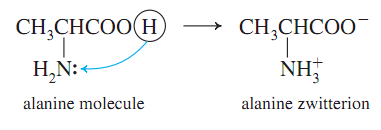 CH₃CHCOOH → CH₃CHCOO⁻
H₂N: NH₃⁺
alanine molecule alanine zwitterion